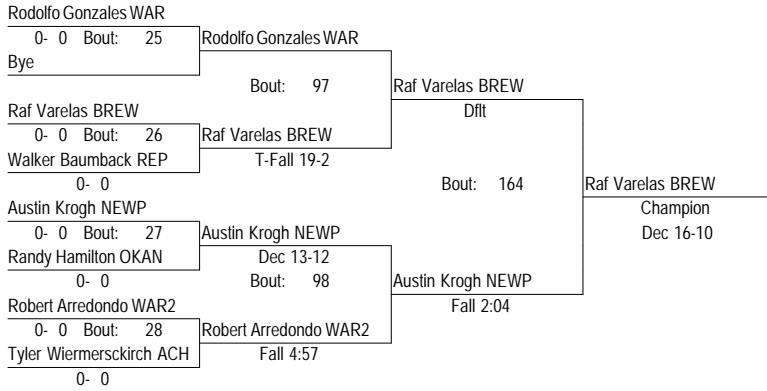 Rodolfo Gonzales WAR
0- 0 Bout: 25
Rodolfo Gonzales WAR
Bye
Bout: 97
Raf Varelas BREW
Raf Varelas BREW
Dflt
0- 0 Bout: 26
Raf Varelas BREW
Walker Baumback REP
T-Fall 19-2
0- 0
Bout: 164
Raf Varelas BREW
Austin Krogh NEWP
Champion
0- 0 Bout: 27
Austin Krogh NEWP
Dec 16-10
Randy Hamilton OKAN
Dec 13-12
0- 0
Bout: 98
Austin Krogh NEWP
Robert Arredondo WAR2
Fall 2:04
0- 0 Bout: 28
Robert Arredondo WAR2
Tyler Wiermersckirch ACH
Fall 4:57
0- 0